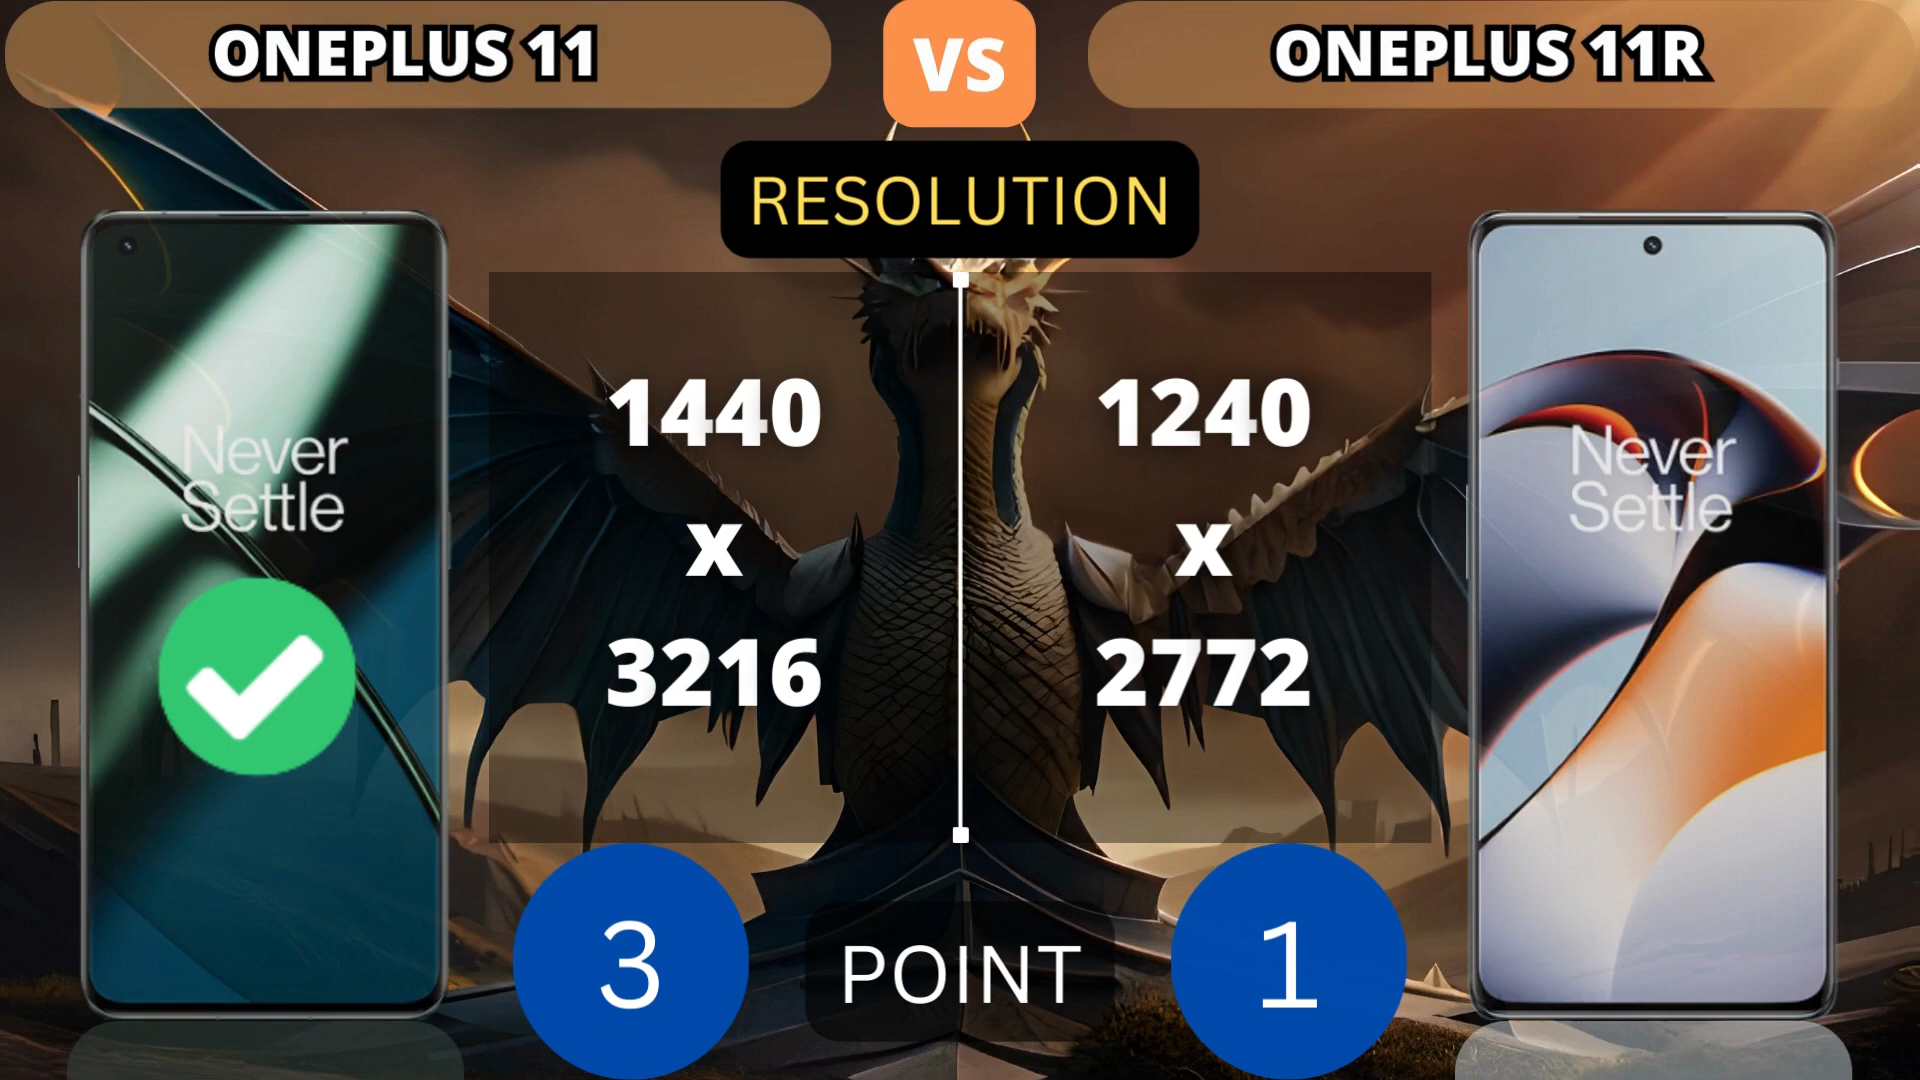 ONEPLUS 11
VS
ONEPLUS 11R
RESOLUTION
1440
x
3216
1240
x
2772
Never
Settle
Never
Settle
3
POINT
1